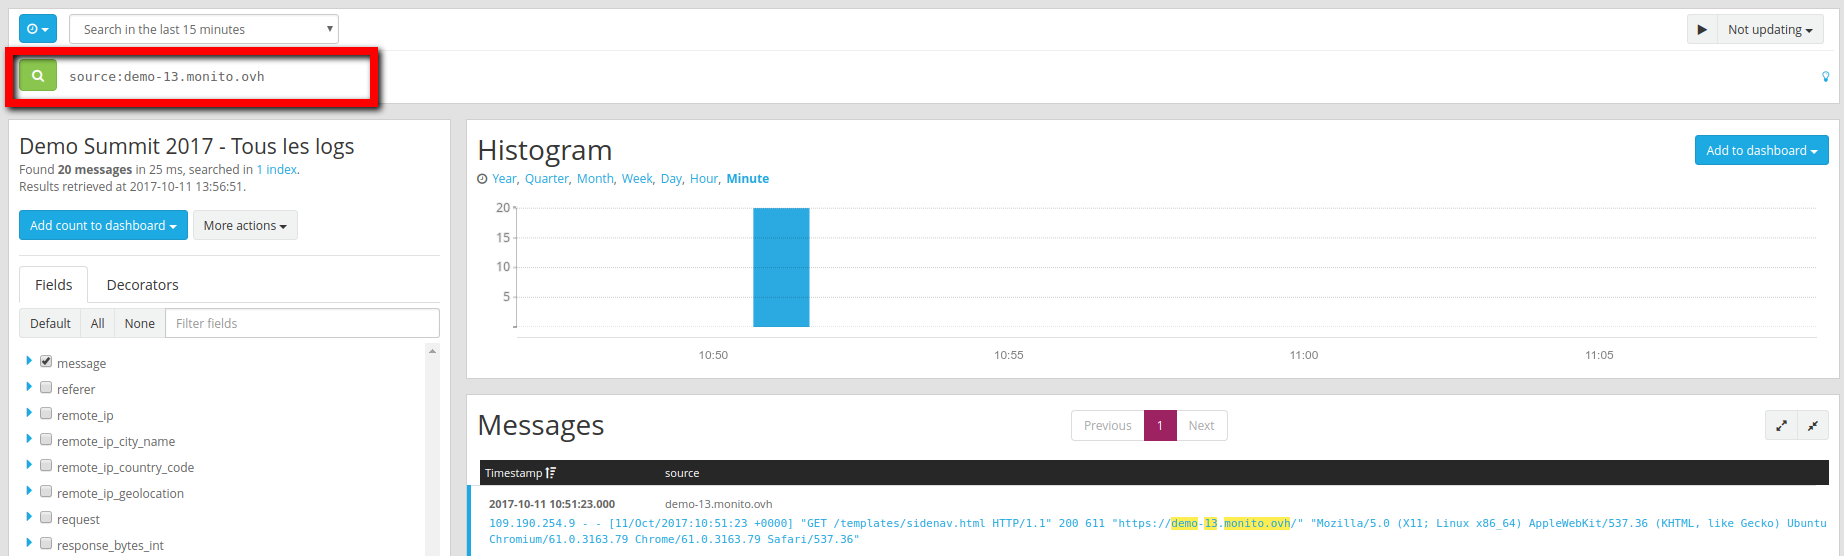 Search in the last 15 minutes
Not updating
source:demo-13.monito.ovh
Demo Summit 2017 - Tous les logs
Found 20 messages in 25 ms, searched in 1 index.
Results retrieved at 2017-10-11 13:56:51.
Add count to dashboard
More actions
Fields
Decorators
Default
All
None
Filter fields
message
referer
remote_ip
remote_ip_city_name
remote_ip_country_code
remote_ip_geolocation
request
response_bytes_int
Histogram
Add to dashboard
Year, Quarter, Month, Week, Day, Hour, Minute
20
15
10
5
10:50
10:55
11:00
11:05
Messages
Previous
1
Next
Timestamp
source
2017-10-11 10:51:23.000
demo-13.monito.ovh
109.190.254.9 - - [11/Oct/2017:10:51:23 +0000] "GET /templates/sidenav.html HTTP/1.1" 200 611 "https://demo-13.monito.ovh/" "Mozilla/5.0 (X11; Linux x86_64) AppleWebKit/537.36 (KHTML, like Gecko) Ubuntu
Chromium/61.0.3163.79 Chrome/61.0.3163.79 Safari/537.36"